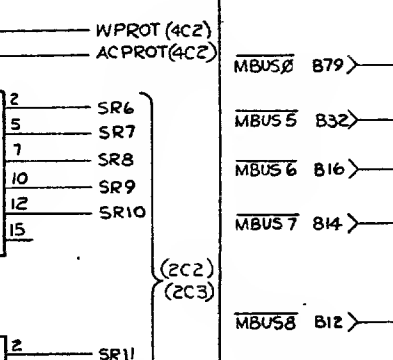 WPROT (4C2)
ACPROT(4C2)
2 SR6
5 SR7
7 SR8
10 SR9
12 SR10
15
(2C2)
(2C3)
2 SR11
MBUSØ B79
MBUS5 B32
MBUS6 B16
MBUS7 B14
MBUS8 B12